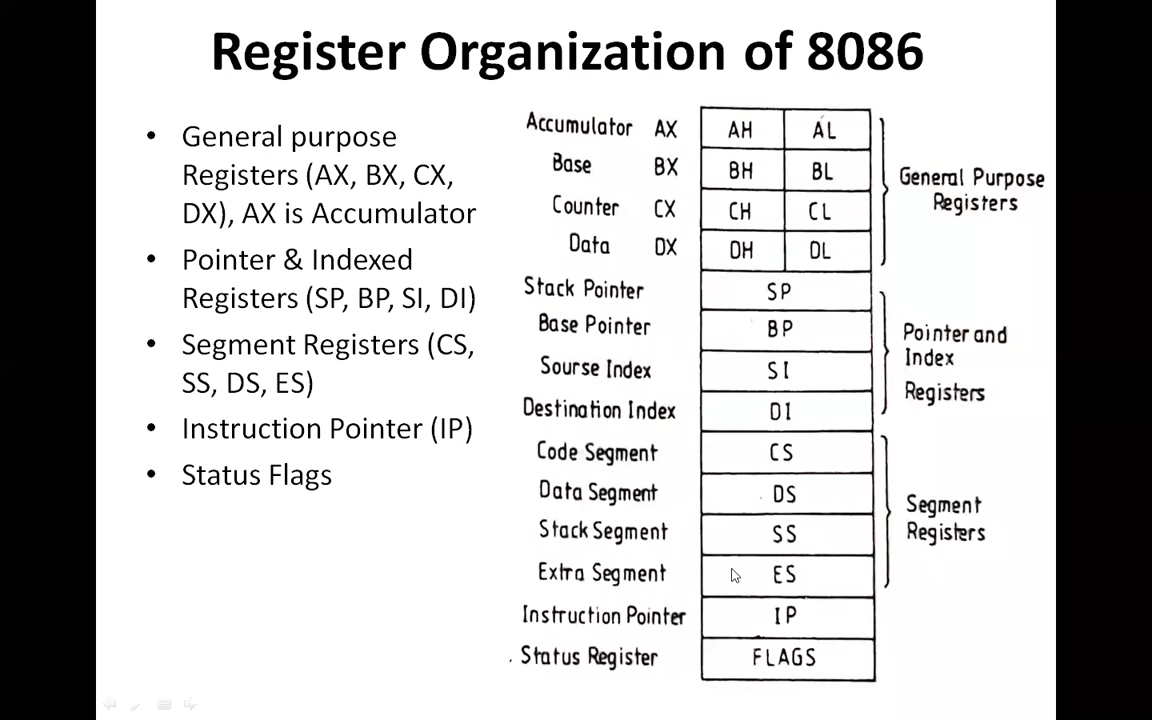 Register Organization of 8086
• General purpose
Registers (AX, BX, CX,
DX), AX is Accumulator
• Pointer & Indexed
Registers (SP, BP, SI, DI)
• Segment Registers (CS,
SS, DS, ES)
• Instruction Pointer (IP)
• Status Flags
Accumulator AX AH AL
Base BX BH BL
Counter CX CH CL
Data DX DH DL
General Purpose
Registers
Stack Pointer SP
Base Pointer BP
Sourse Index SI
Destination Index DI
Pointer and
Index
Registers
Code Segment CS
Data Segment DS
Stack Segment SS
Extra Segment ES
Segment
Registers
Instruction Pointer IP
Status Register FLAGS